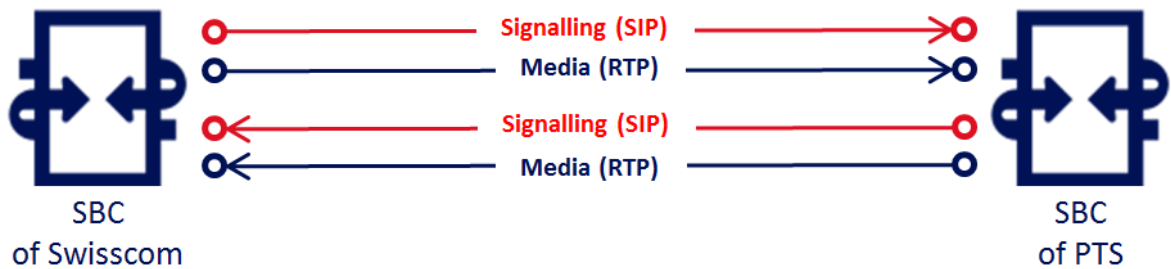 Signalling (SIP)
Media (RTP)
Signalling (SIP)
Media (RTP)
SBC
of Swisscom
SBC
of PTS